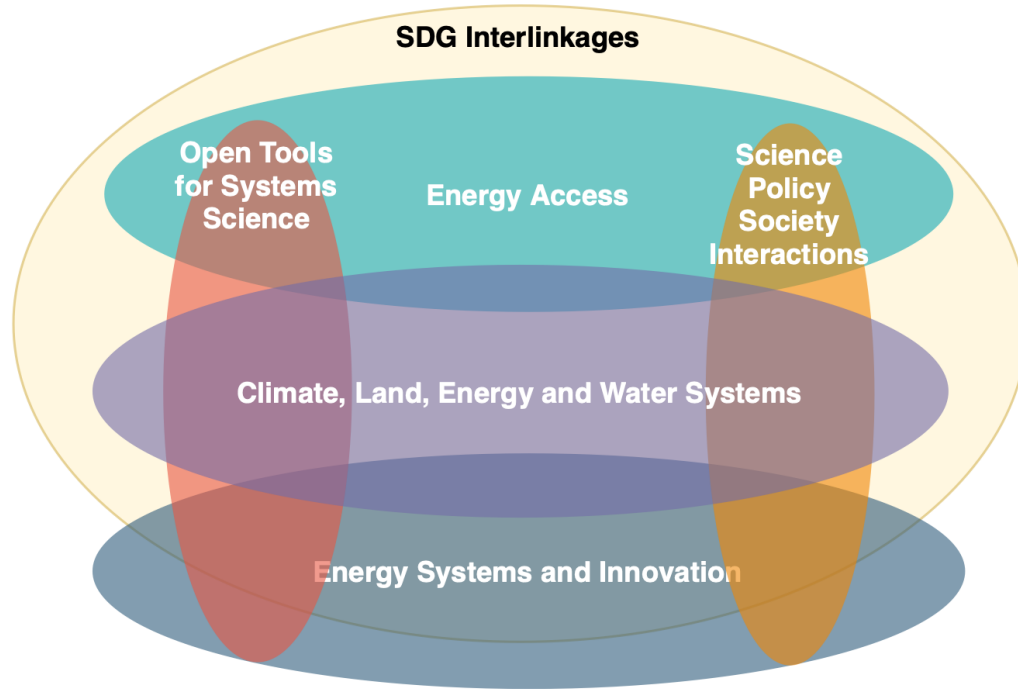 SDG Interlinkages
Open Tools
for Systems
Science
Energy Access
Science
Policy
Society
Interactions
Climate, Land, Energy and Water Systems
Energy Systems and Innovation